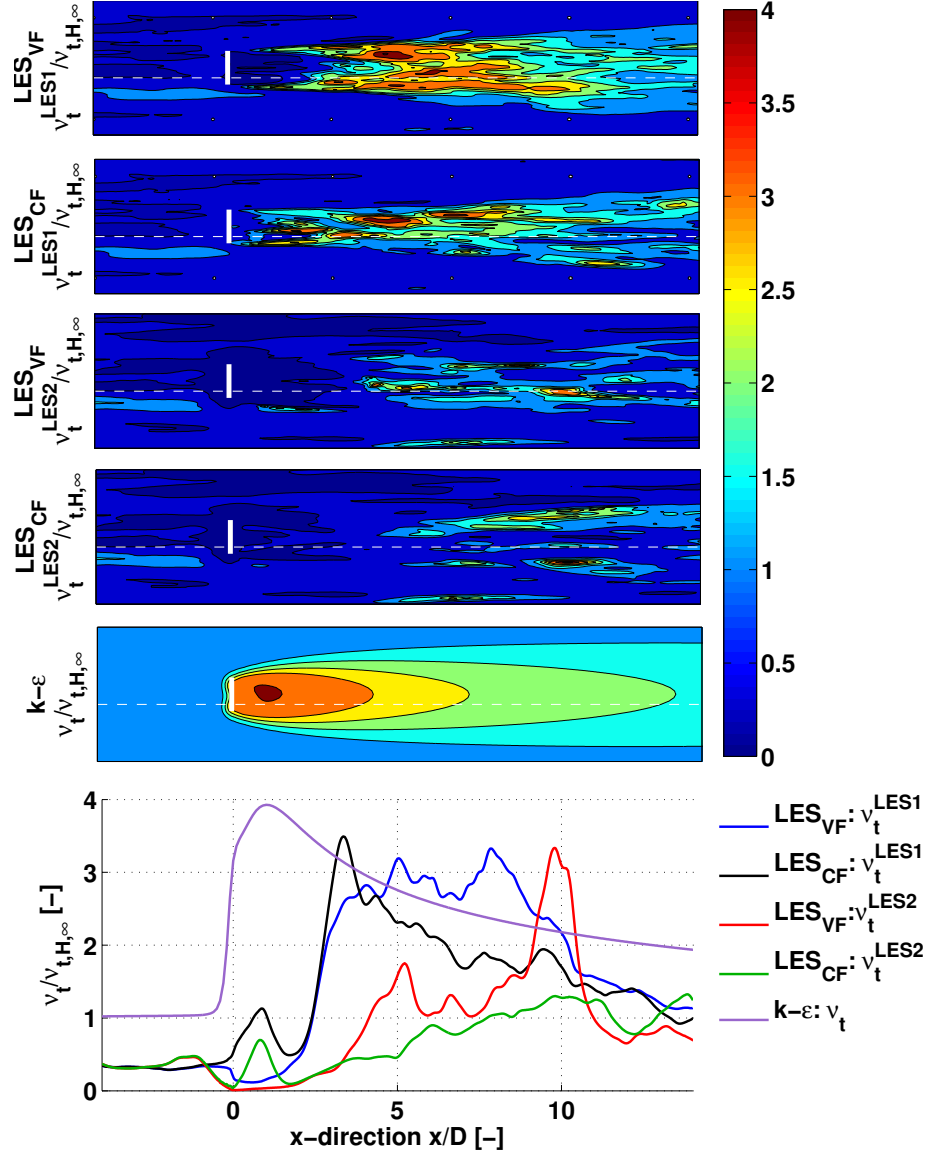 LES_VF
ν_t^LES1/ν_t,H,∞
LES_CF
ν_t^LES1/ν_t,H,∞
LES_VF
ν_t^LES2/ν_t,H,∞
LES_CF
ν_t^LES2/ν_t,H,∞
k−ε
ν_t/ν_t,H,∞
4
3.5
3
2.5
2
1.5
1
0.5
0
ν_t/ν_t,H,∞ [−]
4
3
2
1
0
0 5 10
x−direction x/D [−]
LES_VF: ν_t^LES1
LES_CF: ν_t^LES1
LES_VF:ν_t^LES2
LES_CF: ν_t^LES2
k−ε: ν_t